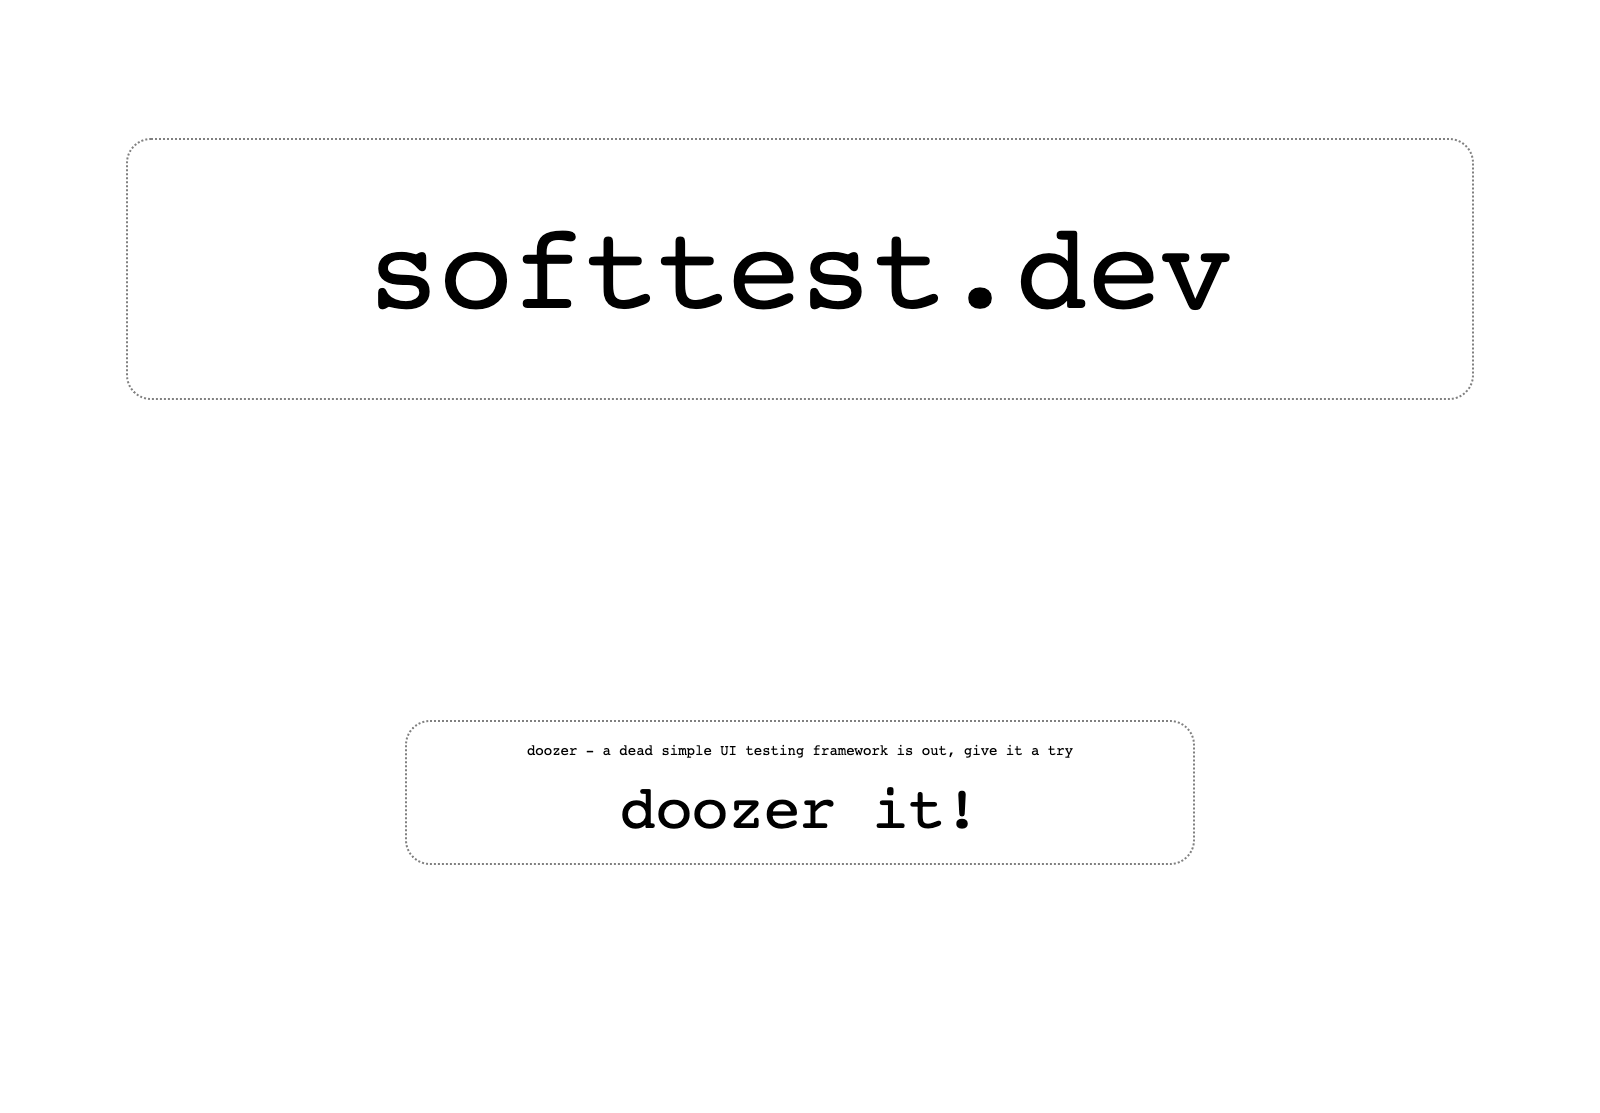 softtest.dev
doozer - a dead simple UI testing framework is out, give it a try
doozer it!